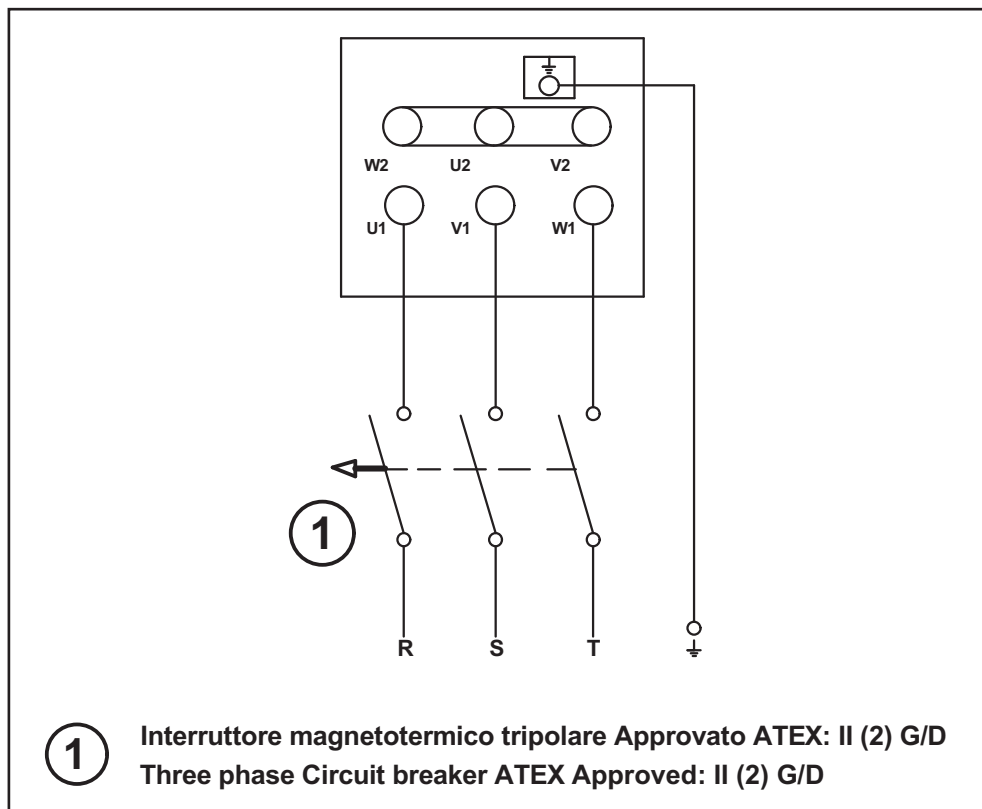 W2 U2 V2
U1 V1 W1
1
R S T
1
Interruttore magnetotermico tripolare Approvato ATEX: II (2) G/D
Three phase Circuit breaker ATEX Approved: II (2) G/D